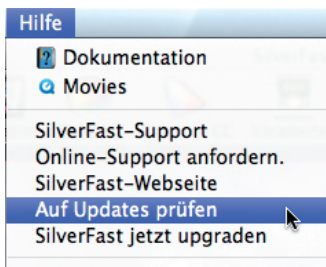 Hilfe
Dokumentation
Movies
SilverFast-Support
Online-Support anfordern.
SilverFast-Webseite
Auf Updates prüfen
SilverFast jetzt upgraden